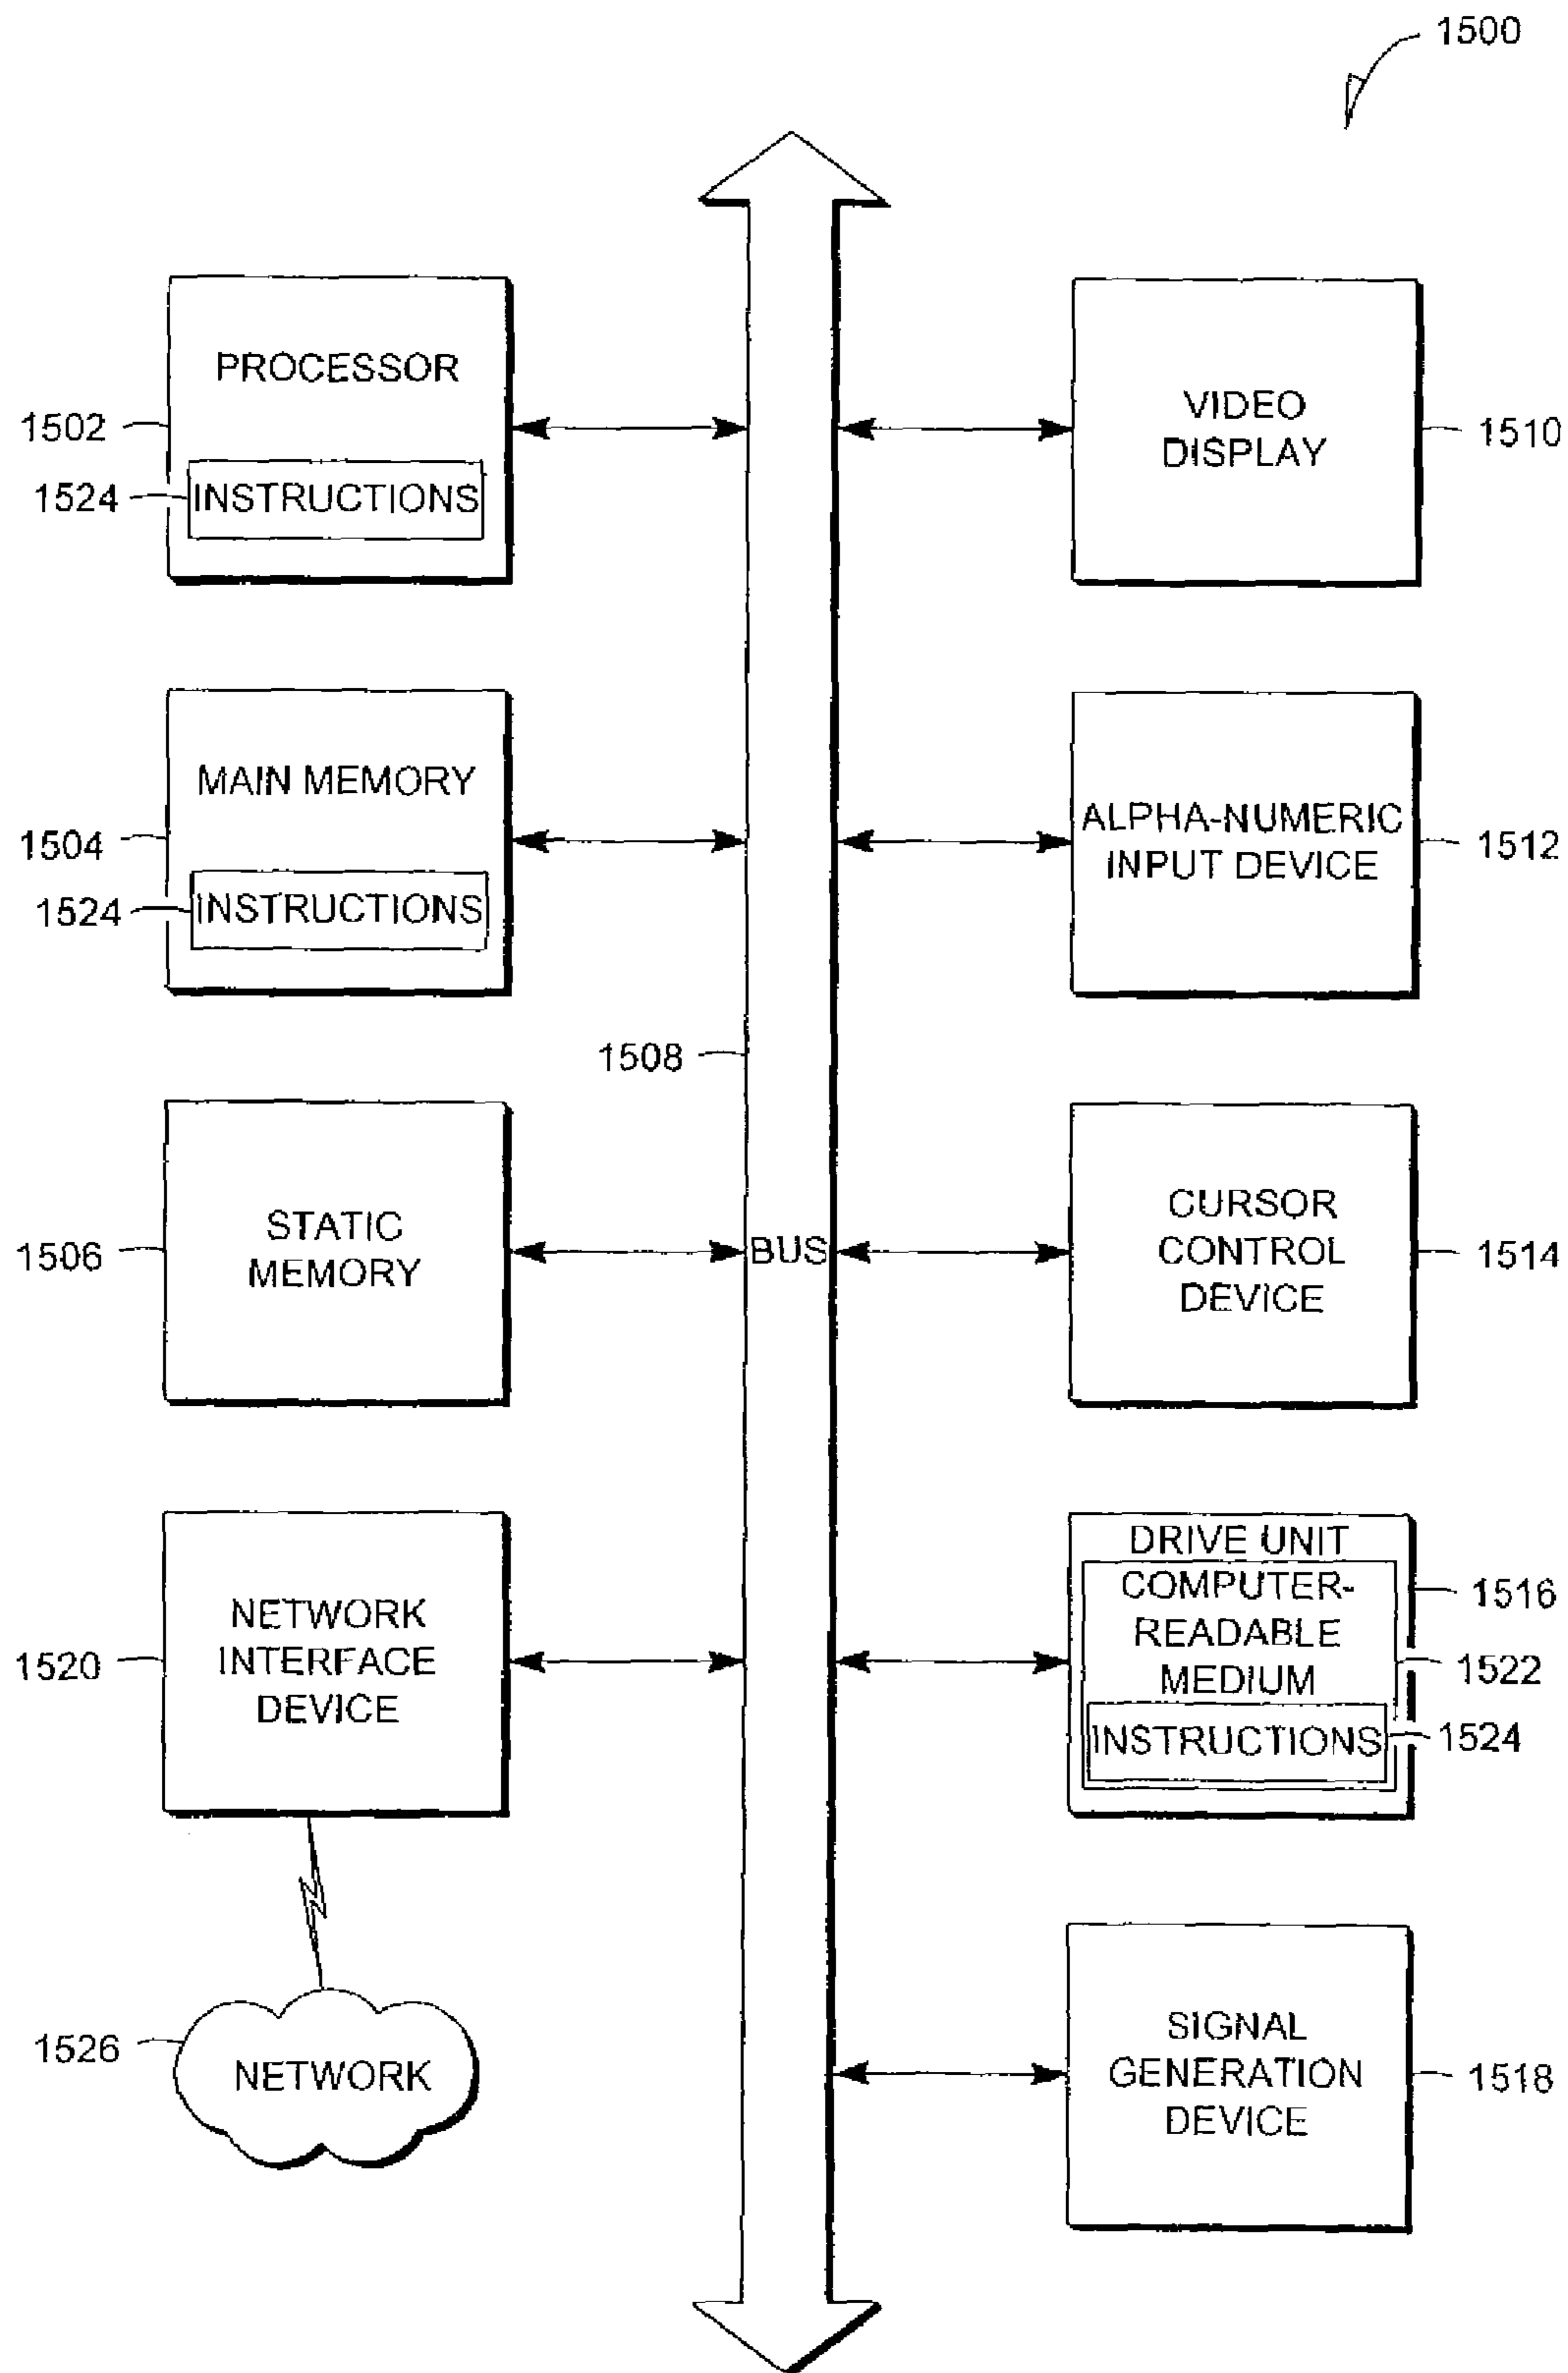 1500
PROCESSOR
1502
1524
INSTRUCTIONS
VIDEO
DISPLAY
1510
MAIN MEMORY
1504
1524
INSTRUCTIONS
ALPHA-NUMERIC
INPUT DEVICE
1512
1508
STATIC
MEMORY
1506
BUS
CURSOR
CONTROL
DEVICE
1514
NETWORK
INTERFACE
DEVICE
1520
DRIVE UNIT
COMPUTER-
READABLE
MEDIUM
INSTRUCTIONS
1516
1522
1524
1526
NETWORK
SIGNAL
GENERATION
DEVICE
1518